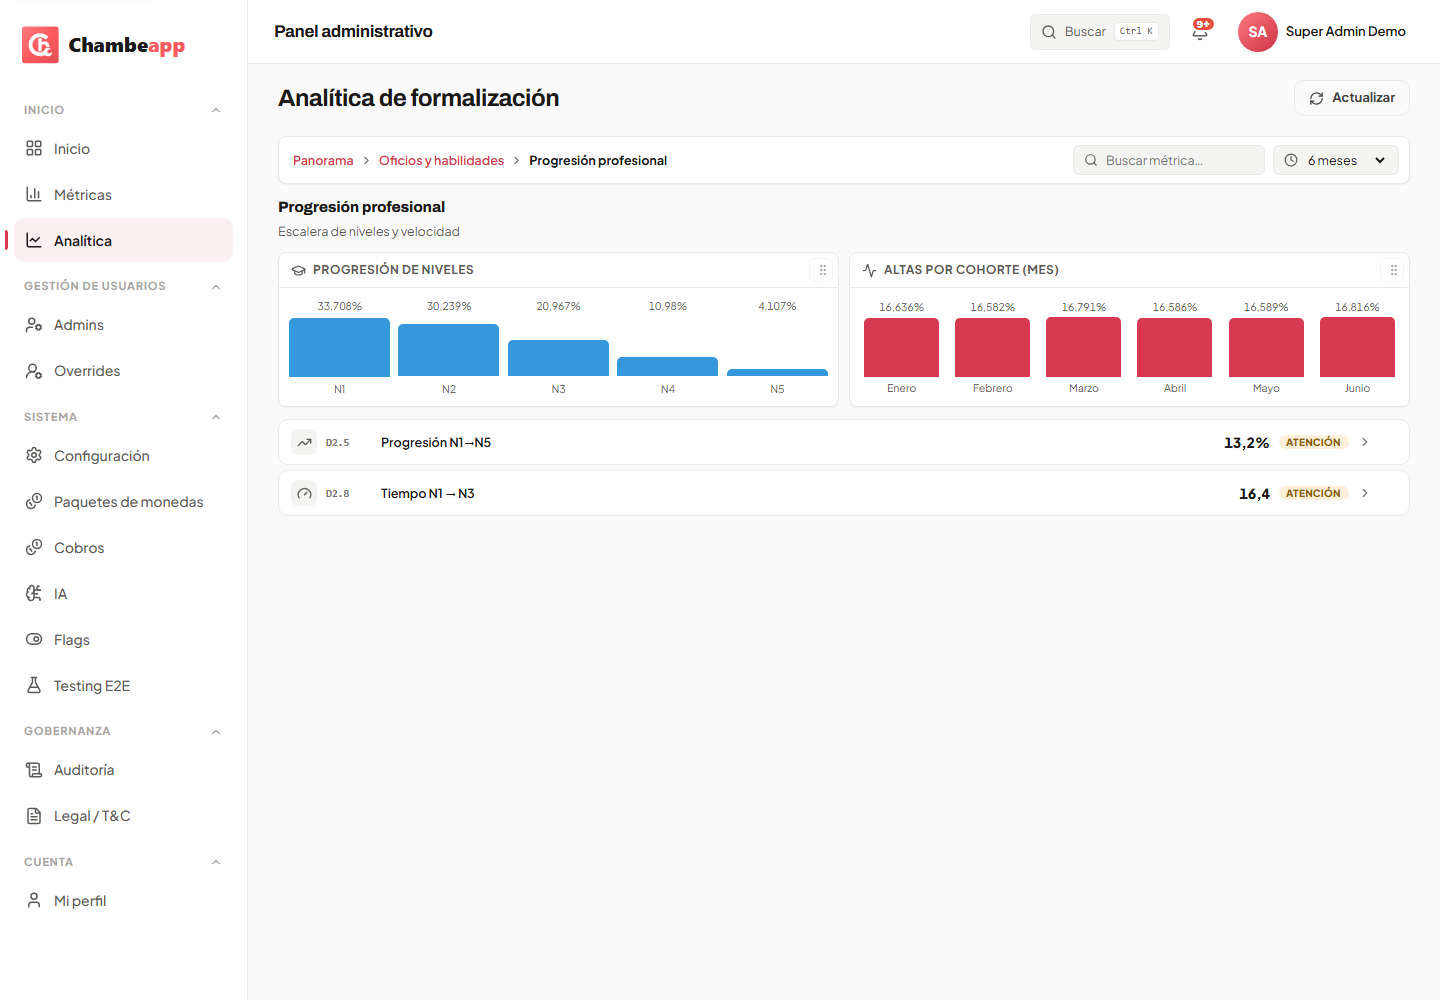 Chambeapp
INICIO
Inicio
Métricas
Analítica
GESTIÓN DE USUARIOS
Admins
Overrides
SISTEMA
Configuración
Paquetes de monedas
Cobros
IA
Flags
Testing E2E
GOBERNANZA
Auditoría
Legal / T&C
CUENTA
Mi perfil
Panel administrativo
Buscar Ctrl K
9+
SA Super Admin Demo
Analítica de formalización
Actualizar
Panorama > Oficios y habilidades > Progresión profesional
Buscar métrica...
6 meses
Progresión profesional
Escalera de niveles y velocidad
PROGRESIÓN DE NIVELES
33,708% 30,239% 20,967% 10,98% 4,107%
N1 N2 N3 N4 N5
ALTAS POR COHORTE (MES)
16,636% 16,582% 16,791% 16,586% 16,589% 16,816%
Enero Febrero Marzo Abril Mayo Junio
D2.5 Progresión N1→N5 13,2% ATENCIÓN
D2.8 Tiempo N1 → N3 16,4 ATENCIÓN